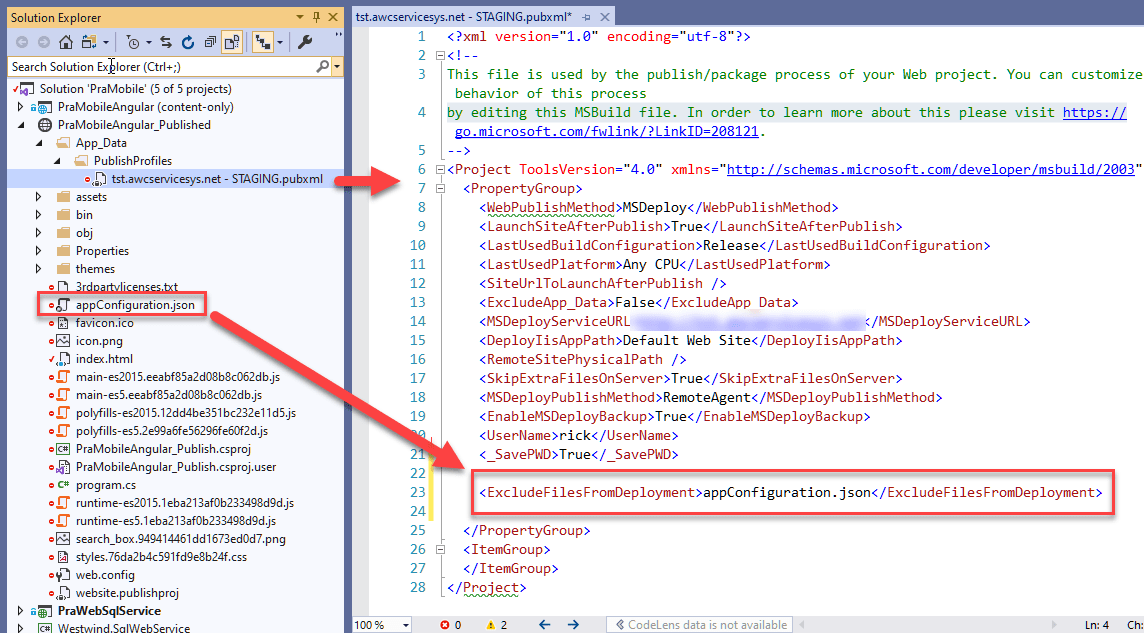 Solution Explorer
Search Solution Explorer (Ctrl+;)
Solution 'PraMobile' (5 of 5 projects)
PraMobileAngular (content-only)
PraMobileAngular_Published
App_Data
PublishProfiles
tst.awcservicesys.net - STAGING.pubxml
assets
bin
obj
Properties
themes
3rdpartylicenses.txt
appConfiguration.json
favicon.ico
icon.png
index.html
main-es2015.eeabf85a2d08b8c062db.js
main-es5.eeabf85a2d08b8c062db.js
polyfills-es2015.12dd4be351bc232e11d5.js
polyfills-es5.2e99a6fe56296fe60f2d.js
PraMobileAngular_Publish.csproj
PraMobileAngular_Publish.csproj.user
program.cs
runtime-es2015.1eba213af0b233498d9d.js
runtime-es5.1eba213af0b233498d9d.js
search_box.949414461dd1673ed0d7.png
styles.76da2b4c591fd9e8b24f.css
web.config
website.publishproj
PraWebSqlService
Westwind.SqlWebService
tst.awcservicesys.net - STAGING.pubxml*
1 <?xml version="1.0" encoding="utf-8"?>
2 <!--
3 This file is used by the publish/package process of your Web project. You can customize
behavior of this process
4 by editing this MSBuild file. In order to learn more about this please visit https://
go.microsoft.com/fwlink/?LinkID=208121.
5 -->
6 <Project ToolsVersion="4.0" xmlns="http://schemas.microsoft.com/developer/msbuild/2003"
7 <PropertyGroup>
8 <WebPublishMethod>MSDeploy</WebPublishMethod>
9 <LaunchSiteAfterPublish>True</LaunchSiteAfterPublish>
10 <LastUsedBuildConfiguration>Release</LastUsedBuildConfiguration>
11 <LastUsedPlatform>Any CPU</LastUsedPlatform>
12 <SiteUrlToLaunchAfterPublish />
13 <ExcludeApp_Data>False</ExcludeApp_Data>
14 <MSDeployServiceURL </MSDeployServiceURL>
15 <DeployIisAppPath>Default Web Site</DeployIisAppPath>
16 <RemoteSitePhysicalPath />
17 <SkipExtraFilesOnServer>True</SkipExtraFilesOnServer>
18 <MSDeployPublishMethod>RemoteAgent</MSDeployPublishMethod>
19 <EnableMSDeployBackup>True</EnableMSDeployBackup>
20 <UserName>rick</UserName>
21 <_SavePWD>True</_SavePWD>
22
23 <ExcludeFilesFromDeployment>appConfiguration.json</ExcludeFilesFromDeployment>
24
25 </PropertyGroup>
26 <ItemGroup>
27 </ItemGroup>
28 </Project>
100 % 0 2 CodeLens data is not available Ln: 4 Ch: